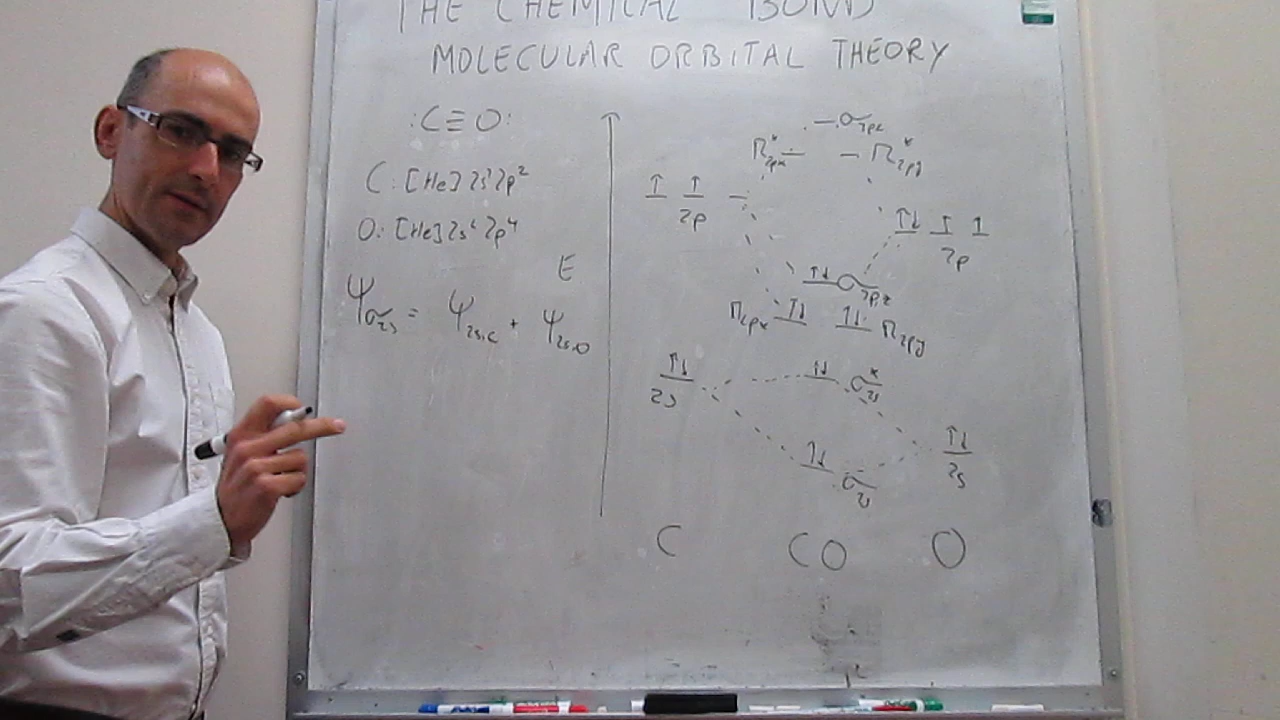 THE CHEMICAL BOND
MOLECULAR ORBITAL THEORY
:C≡O:
C: [He] 2s² 2p²
O: [He] 2s² 2p⁴
E
Ψσ2s = Ψ2s,C + Ψ2s,O
σ2pz
π*2px π*2py
↑ ↑ 2p
↑↓ ↑ ↑ 2p
↑↓ σ2pz
π2px ↑↓ ↑↓ π2py
↑↓ 2s
↑↓ σ*2s
↑↓ 2s
↑↓ σ2s
C CO O